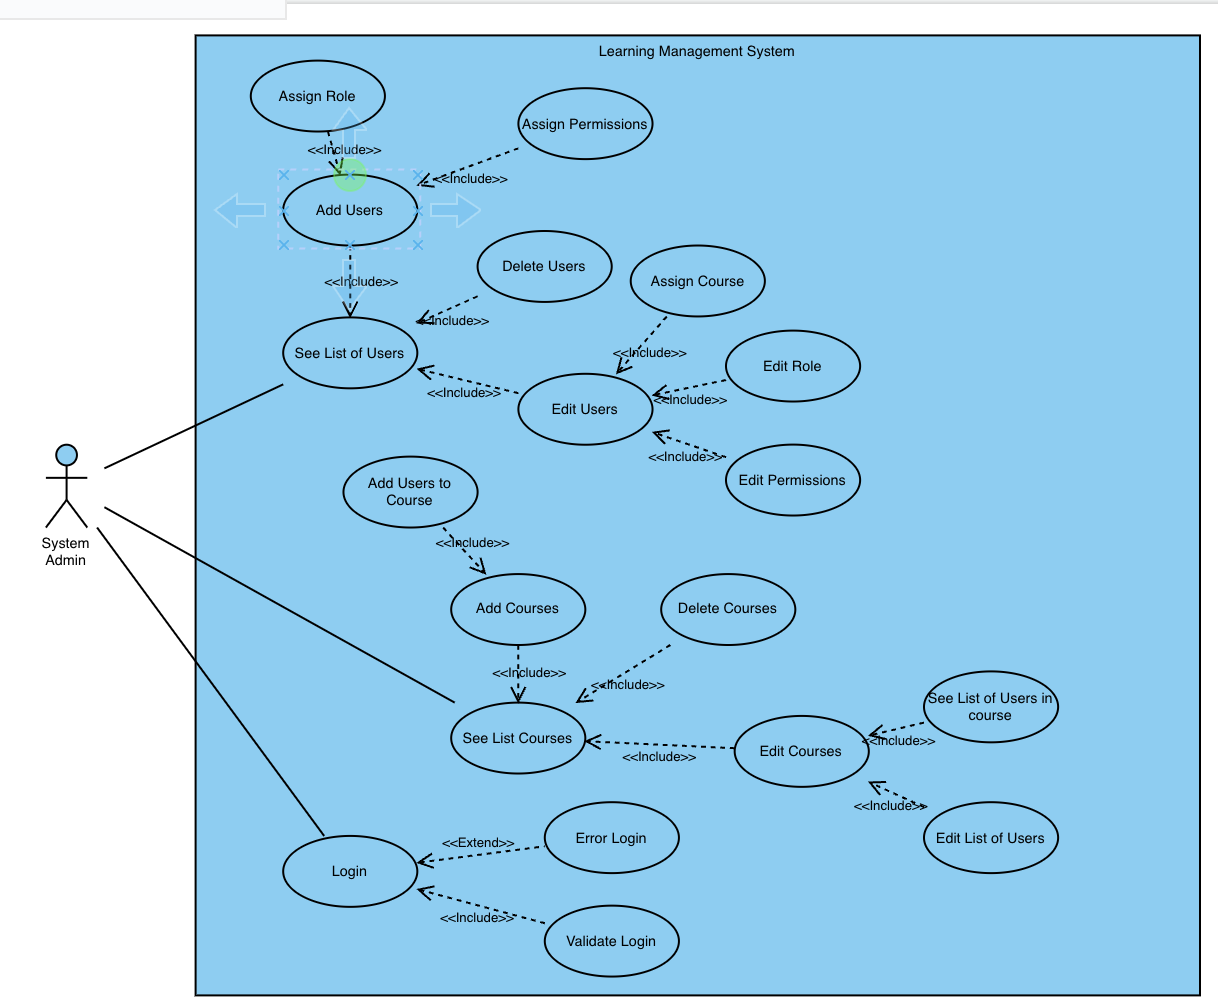 Learning Management System
Assign Role
Assign Permissions
<<Include>>
<<Include>>
Add Users
Delete Users
Assign Course
<<Include>>
<<Include>>
See List of Users
<<Include>>
Edit Role
<<Include>>
<<Include>>
Edit Users
<<Include>>
Edit Permissions
Add Users to
Course
System
Admin
<<Include>>
Add Courses
Delete Courses
<<Include>>
<<Include>>
See List of Users in
course
See List Courses
<<Include>>
Edit Courses
<<Include>>
<<Include>>
Error Login
Edit List of Users
<<Extend>>
Login
<<Include>>
Validate Login